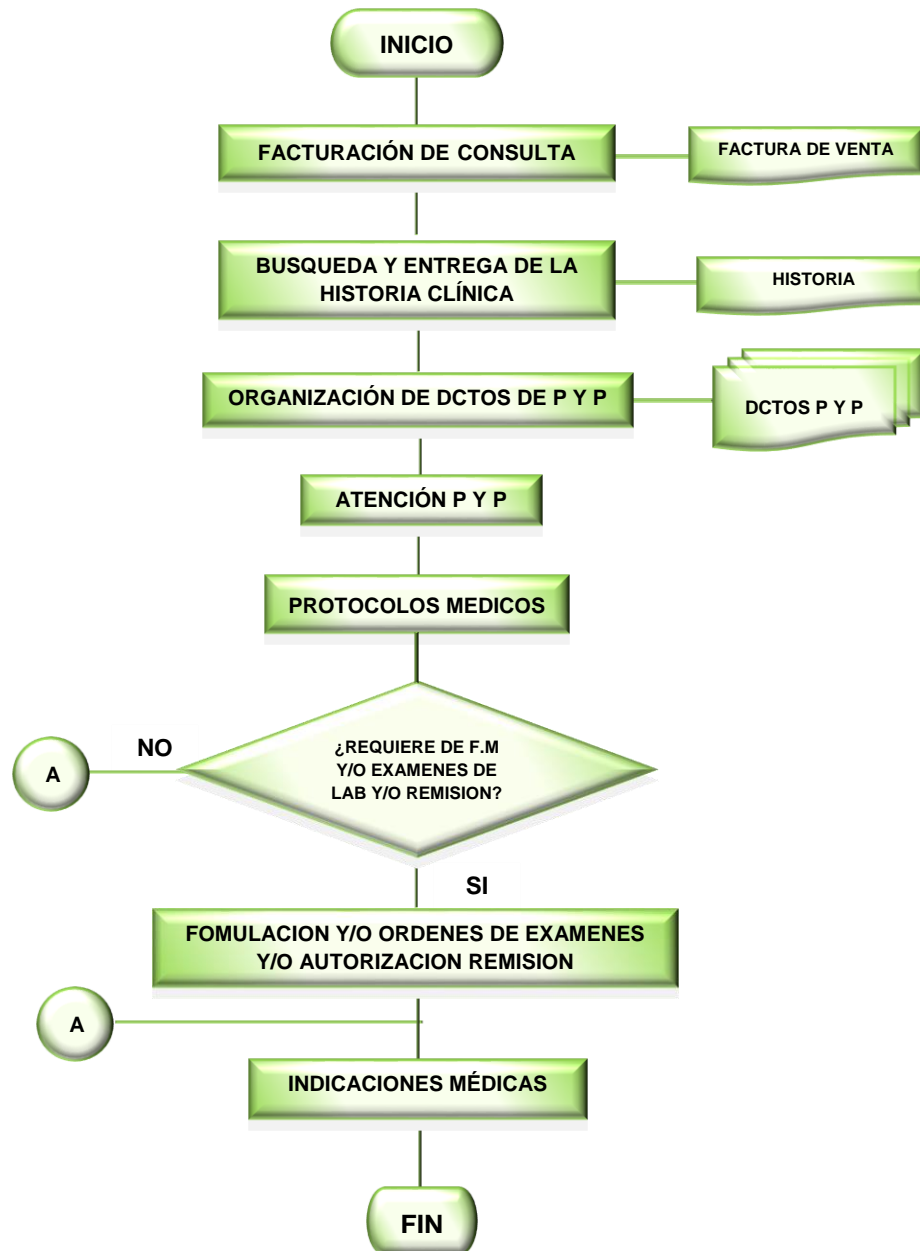 INICIO
FACTURACIÓN DE CONSULTA
FACTURA DE VENTA
BUSQUEDA Y ENTREGA DE LA
HISTORIA CLÍNICA
HISTORIA
ORGANIZACIÓN DE DCTOS DE P Y P
DCTOS P Y P
ATENCIÓN P Y P
PROTOCOLOS MEDICOS
¿REQUIERE DE F.M
Y/O EXAMENES DE
LAB Y/O REMISION?
NO
A
SI
FOMULACION Y/O ORDENES DE EXAMENES
Y/O AUTORIZACION REMISION
A
INDICACIONES MÉDICAS
FIN